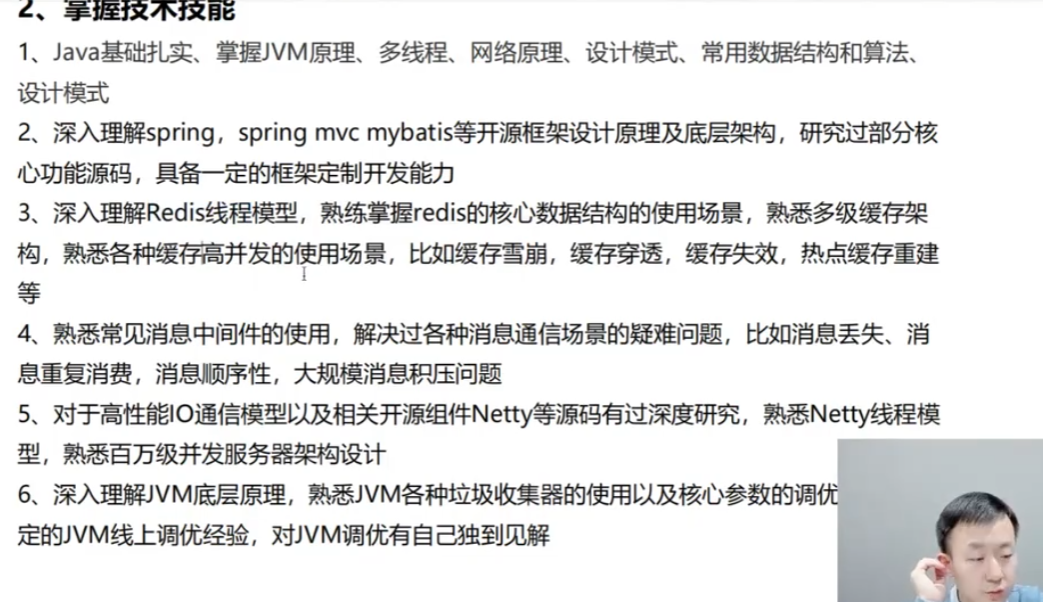 2、掌握技术技能
1、Java基础扎实、掌握JVM原理、多线程、网络原理、设计模式、常用数据结构和算法、
设计模式
2、深入理解spring，spring mvc mybatis等开源框架设计原理及底层架构，研究过部分核
心功能源码，具备一定的框架定制开发能力
3、深入理解Redis线程模型，熟练掌握redis的核心数据结构的使用场景，熟悉多级缓存架
构，熟悉各种缓存高并发的使用场景，比如缓存雪崩，缓存穿透，缓存失效，热点缓存重建
等
4、熟悉常见消息中间件的使用，解决过各种消息通信场景的疑难问题，比如消息丢失、消
息重复消费，消息顺序性，大规模消息积压问题
5、对于高性能IO通信模型以及相关开源组件Netty等源码有过深度研究，熟悉Netty线程模
型，熟悉百万级并发服务器架构设计
6、深入理解JVM底层原理，熟悉JVM各种垃圾收集器的使用以及核心参数的调优
定的JVM线上调优经验，对JVM调优有自己独到见解